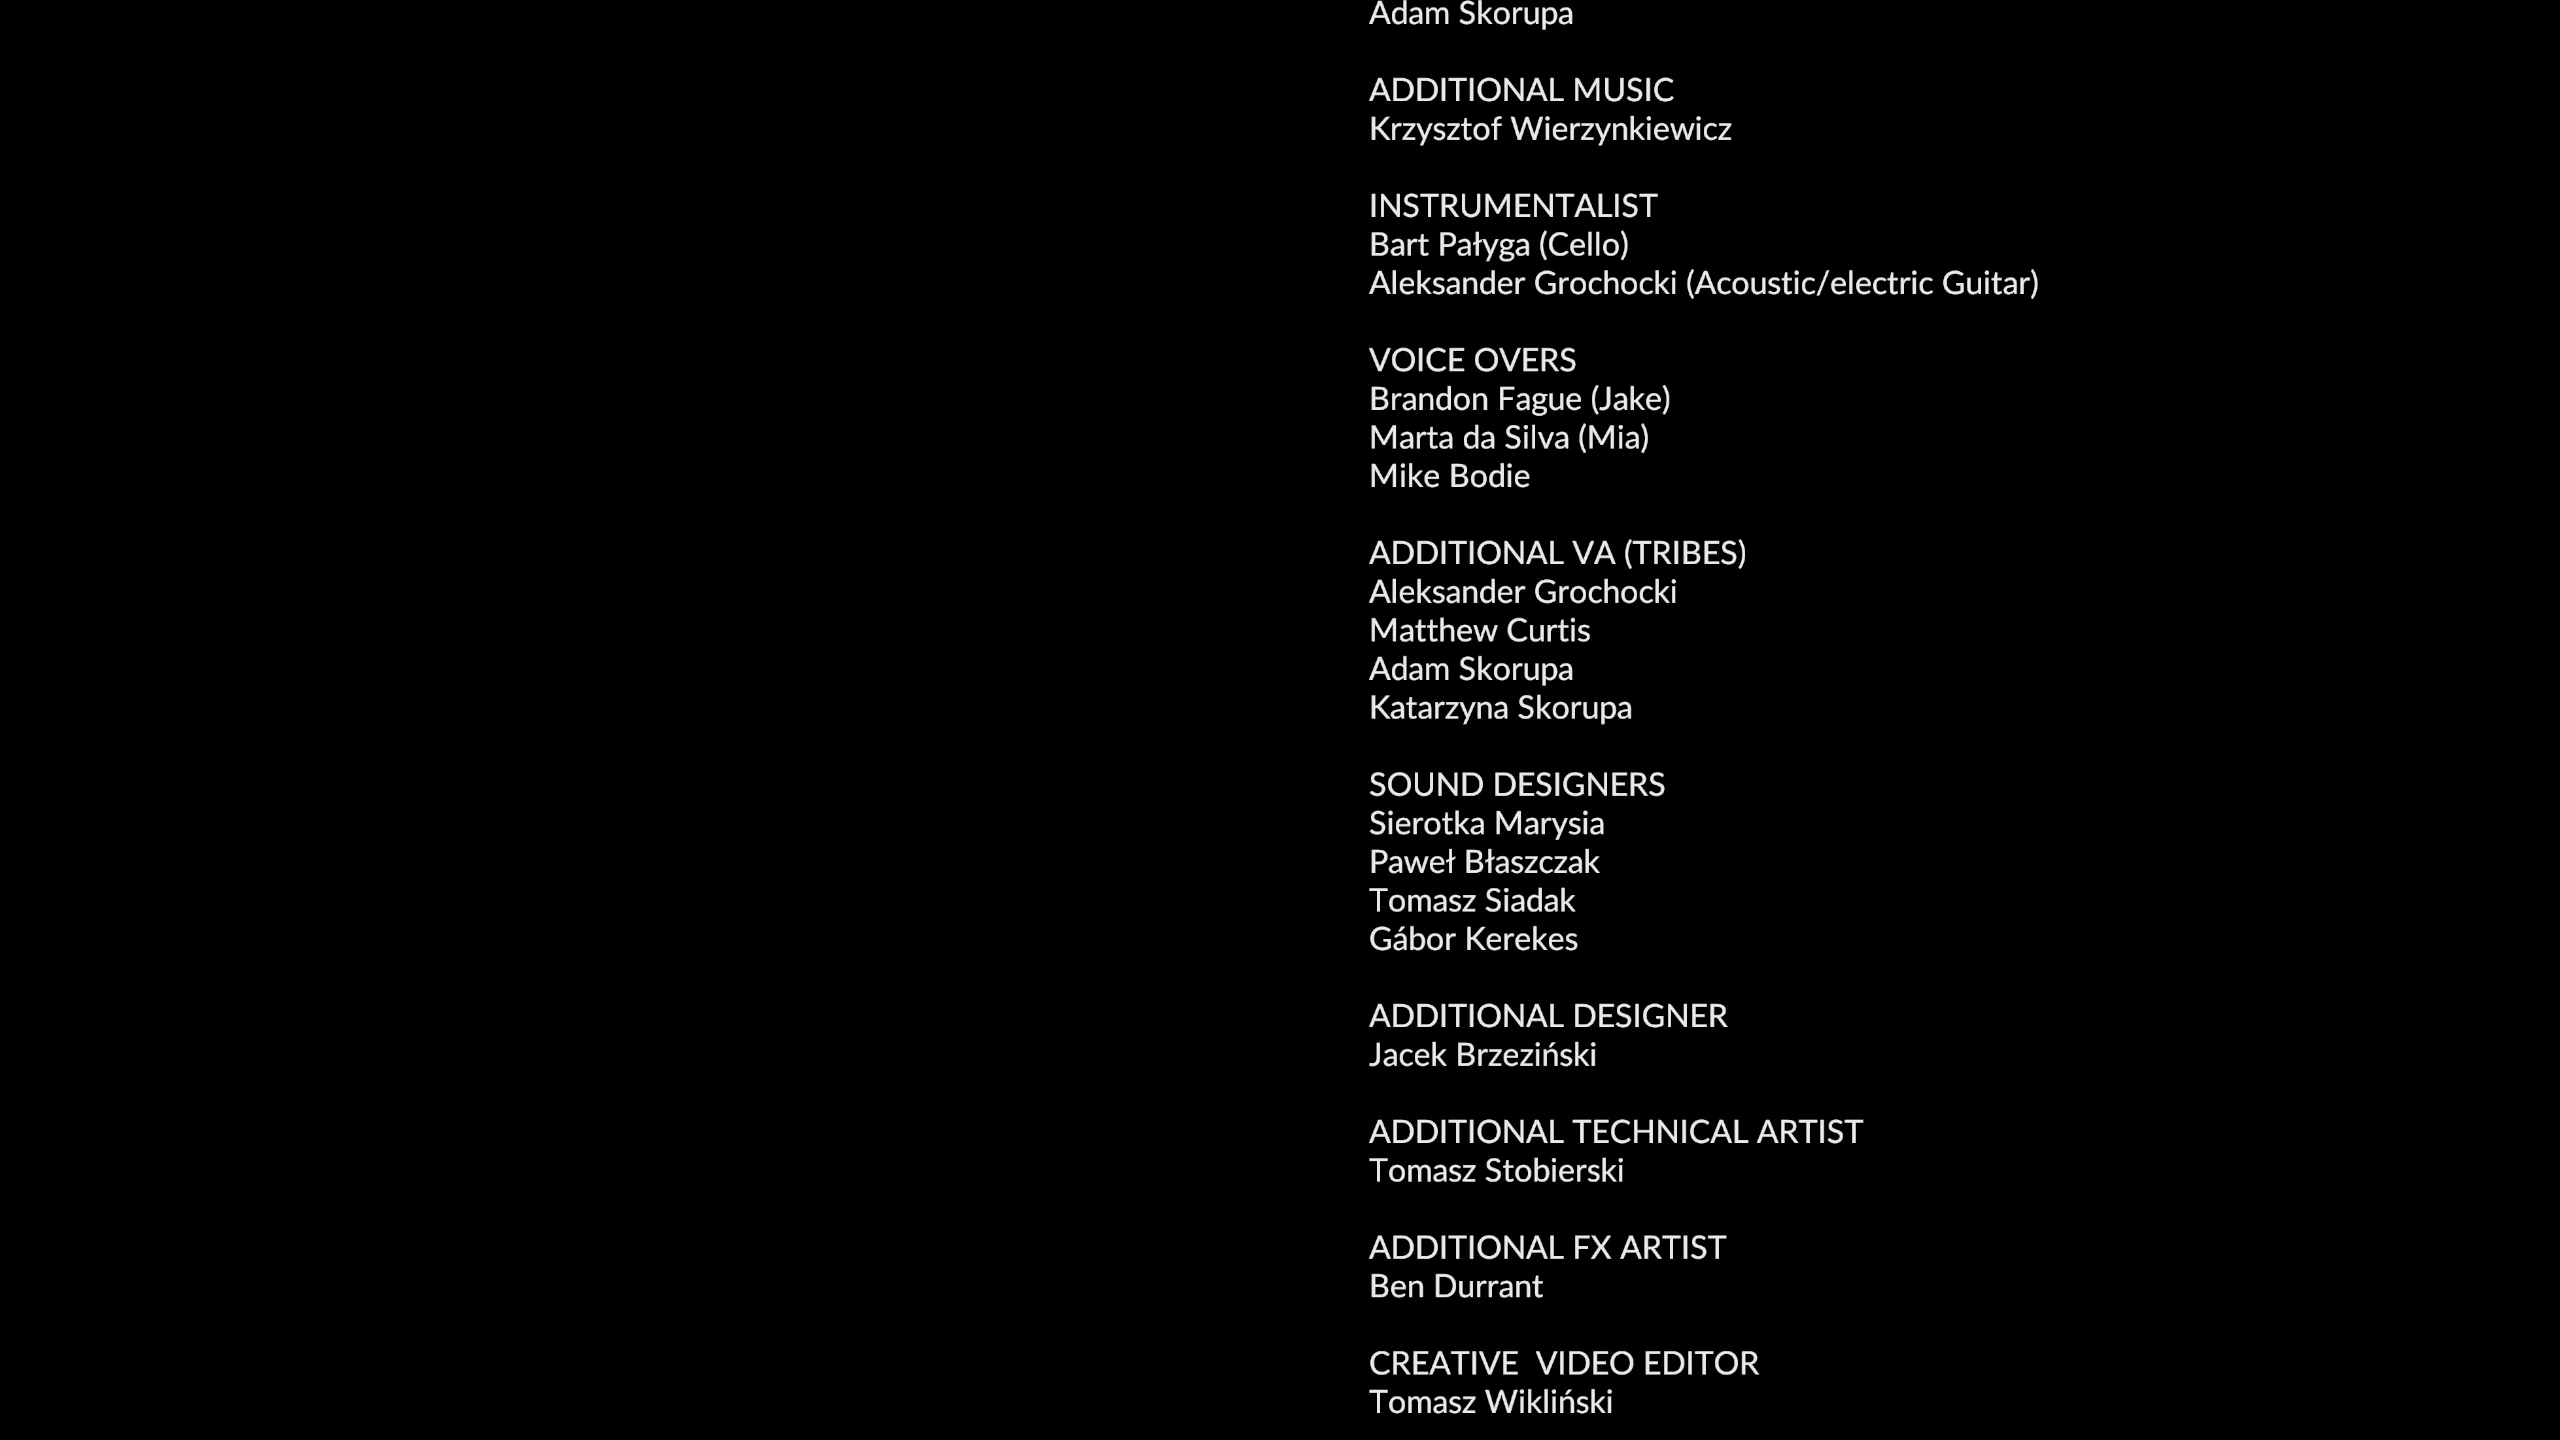 Adam Skorupa
ADDITIONAL MUSIC
Krzysztof Wierzynkiewicz
INSTRUMENTALIST
Bart Pałyga (Cello)
Aleksander Grochocki (Acoustic/electric Guitar)
VOICE OVERS
Brandon Fague (Jake)
Marta da Silva (Mia)
Mike Bodie
ADDITIONAL VA (TRIBES)
Aleksander Grochocki
Matthew Curtis
Adam Skorupa
Katarzyna Skorupa
SOUND DESIGNERS
Sierotka Marysia
Paweł Błaszczak
Tomasz Siadak
Gábor Kerekes
ADDITIONAL DESIGNER
Jacek Brzeziński
ADDITIONAL TECHNICAL ARTIST
Tomasz Stobierski
ADDITIONAL FX ARTIST
Ben Durrant
CREATIVE  VIDEO EDITOR
Tomasz Wikliński